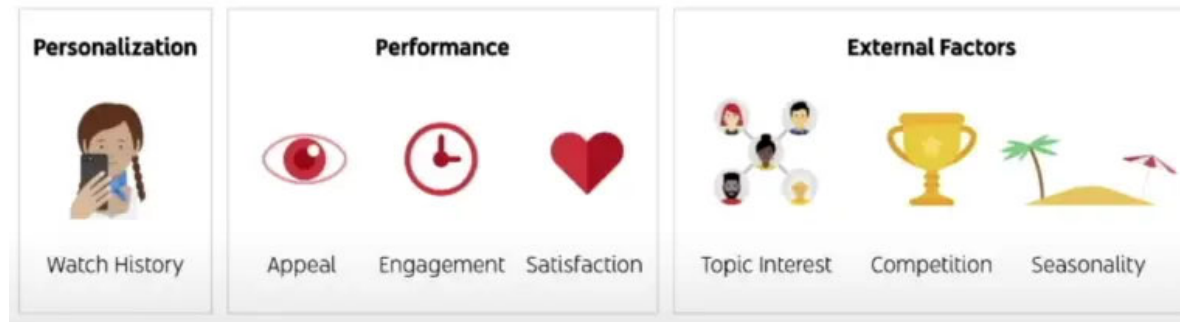 Personalization
Performance
External Factors
Watch History
Appeal
Engagement
Satisfaction
Topic Interest
Competition
Seasonality